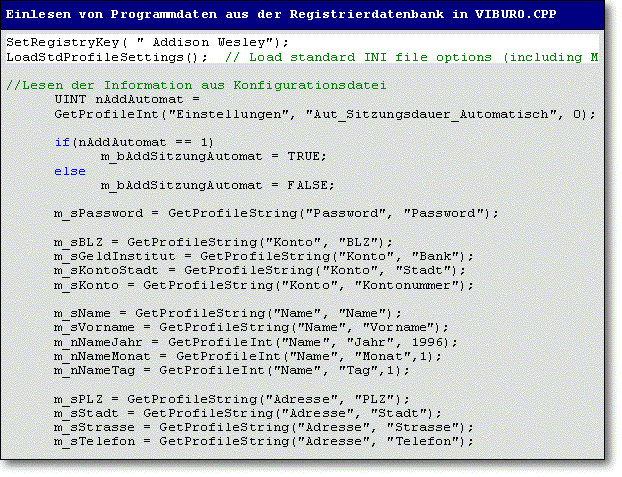 Einlesen von Programmdaten aus der Registrierdatenbank in VIBURO.CPP
SetRegistryKey( " Addison Wesley");
LoadStdProfileSettings();  // Load standard INI file options (including M
//Lesen der Information aus Konfigurationsdatei
UINT nAddAutomat =
GetProfileInt("Einstellungen", "Aut_Sitzungsdauer_Automatisch", 0);
if(nAddAutomat == 1)
m_bAddSitzungAutomat = TRUE;
else
m_bAddSitzungAutomat = FALSE;
m_sPassword = GetProfileString("Password", "Password");
m_sBLZ = GetProfileString("Konto", "BLZ");
m_sGeldInstitut = GetProfileString("Konto", "Bank");
m_sKontoStadt = GetProfileString("Konto", "Stadt");
m_sKonto = GetProfileString("Konto", "Kontonummer");
m_sName = GetProfileString("Name", "Name");
m_sVorname = GetProfileString("Name", "Vorname");
m_nNameJahr = GetProfileInt("Name", "Jahr", 1996);
m_nNameMonat = GetProfileInt("Name", "Monat",1);
m_nNameTag = GetProfileInt("Name", "Tag",1);
m_sPLZ = GetProfileString("Adresse", "PLZ");
m_sStadt = GetProfileString("Adresse", "Stadt");
m_sStrasse = GetProfileString("Adresse", "Strasse");
m_sTelefon = GetProfileString("Adresse", "Telefon");